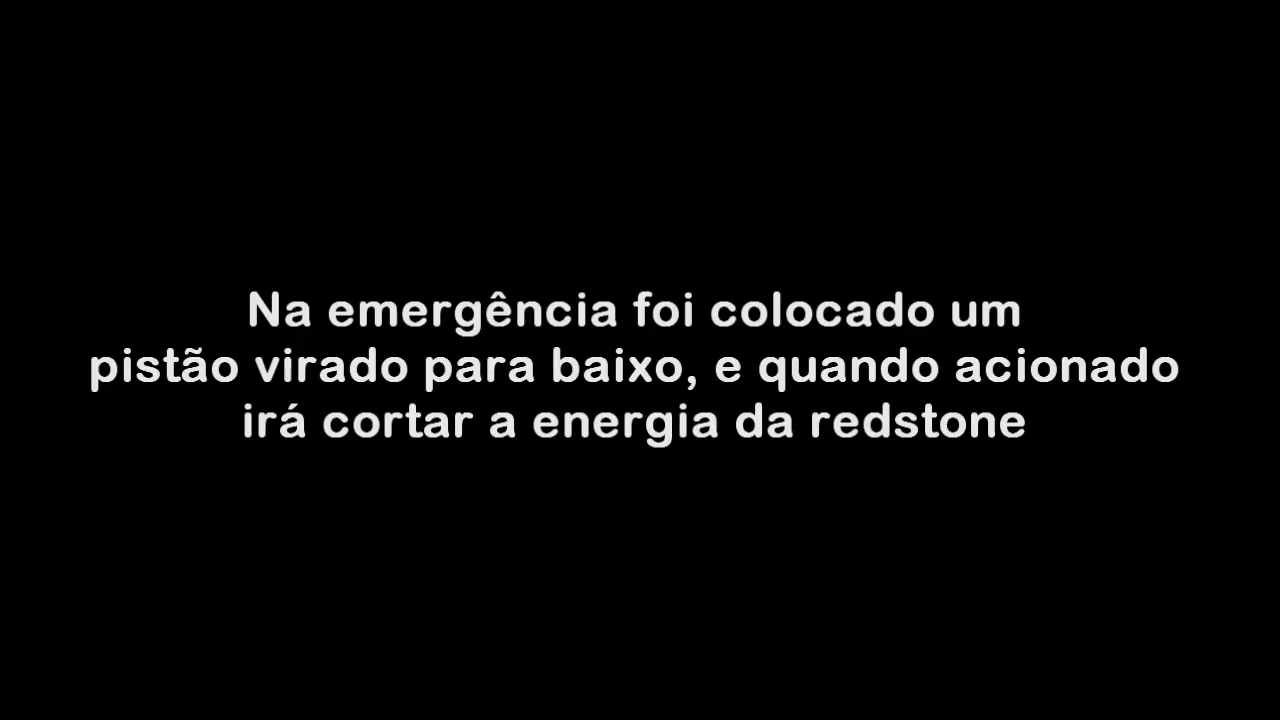 Na emergência foi colocado um
pistão virado para baixo, e quando acionado
irá cortar a energia da redstone